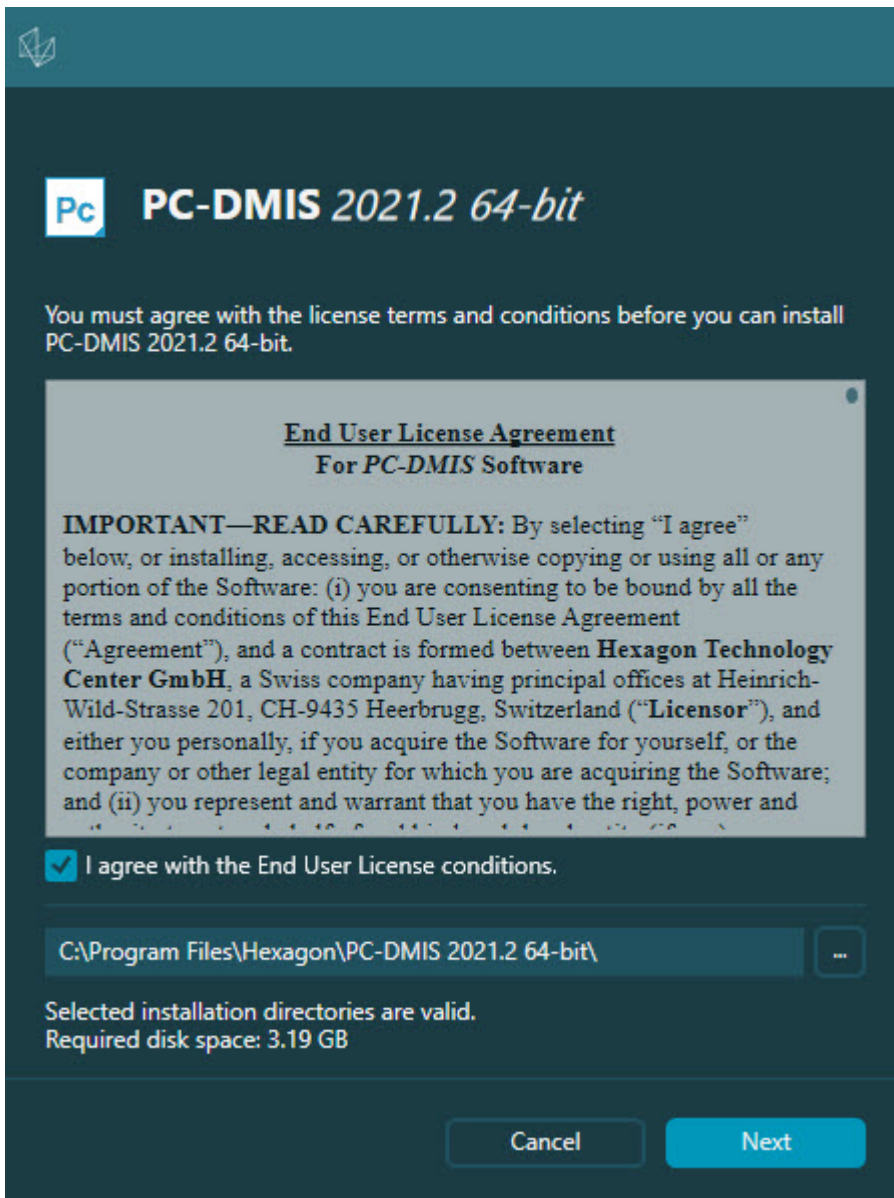 Pc
PC-DMIS 2021.2 64-bit
You must agree with the license terms and conditions before you can install
PC-DMIS 2021.2 64-bit.
End User License Agreement
For PC-DMIS Software
IMPORTANT—READ CAREFULLY: By selecting “I agree”
below, or installing, accessing, or otherwise copying or using all or any
portion of the Software: (i) you are consenting to be bound by all the
terms and conditions of this End User License Agreement
(“Agreement”), and a contract is formed between Hexagon Technology
Center GmbH, a Swiss company having principal offices at Heinrich-
Wild-Strasse 201, CH-9435 Heerbrugg, Switzerland (“Licensor”), and
either you personally, if you acquire the Software for yourself, or the
company or other legal entity for which you are acquiring the Software;
and (ii) you represent and warrant that you have the right, power and
I agree with the End User License conditions.
C:\Program Files\Hexagon\PC-DMIS 2021.2 64-bit\
...
Selected installation directories are valid.
Required disk space: 3.19 GB
Cancel
Next